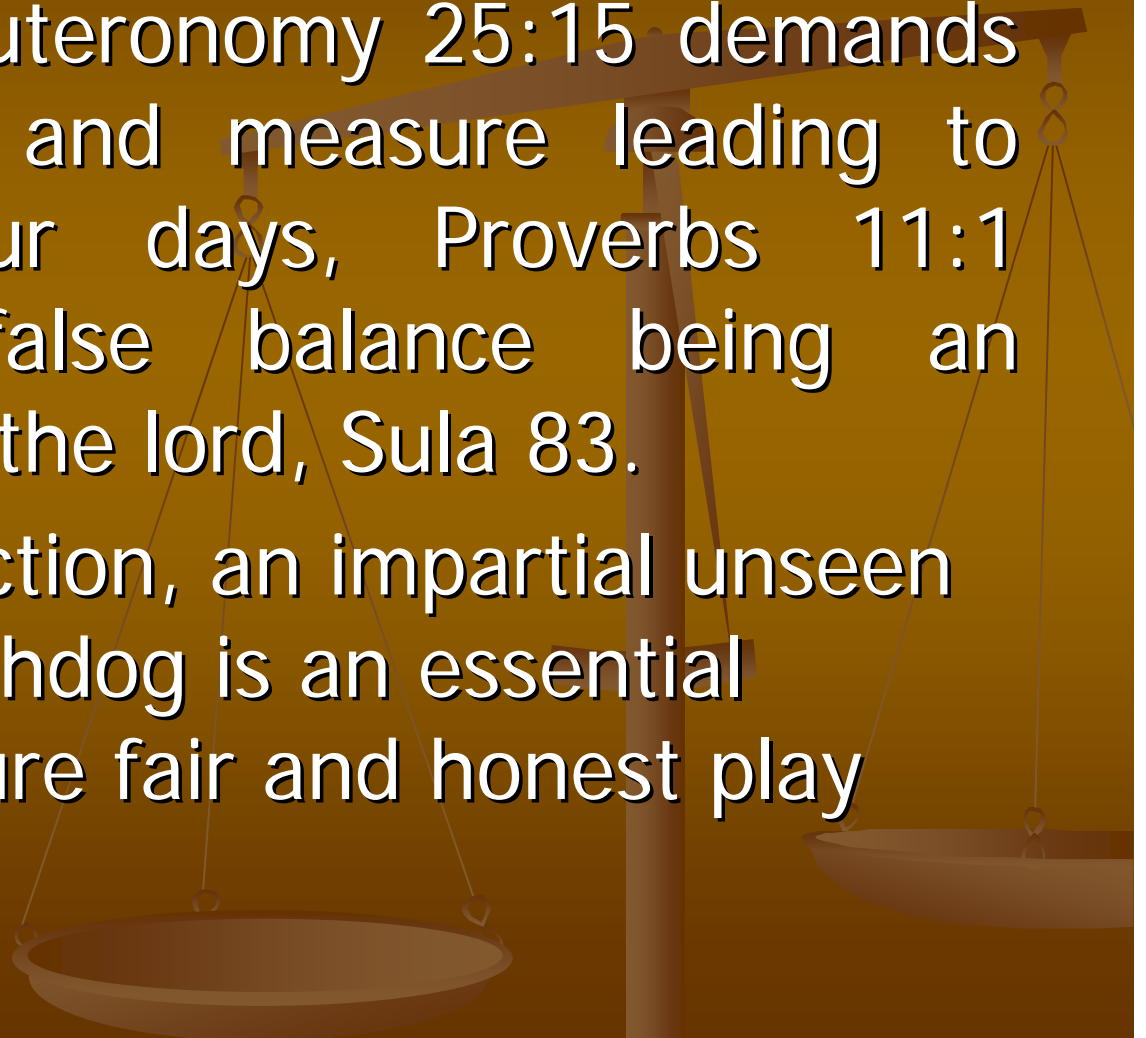 uteronomy 25:15 demands
and measure leading to
ur days, Proverbs 11:1
false balance being an
the lord, Sula 83.
ction, an impartial unseen
hdog is an essential
ure fair and honest play